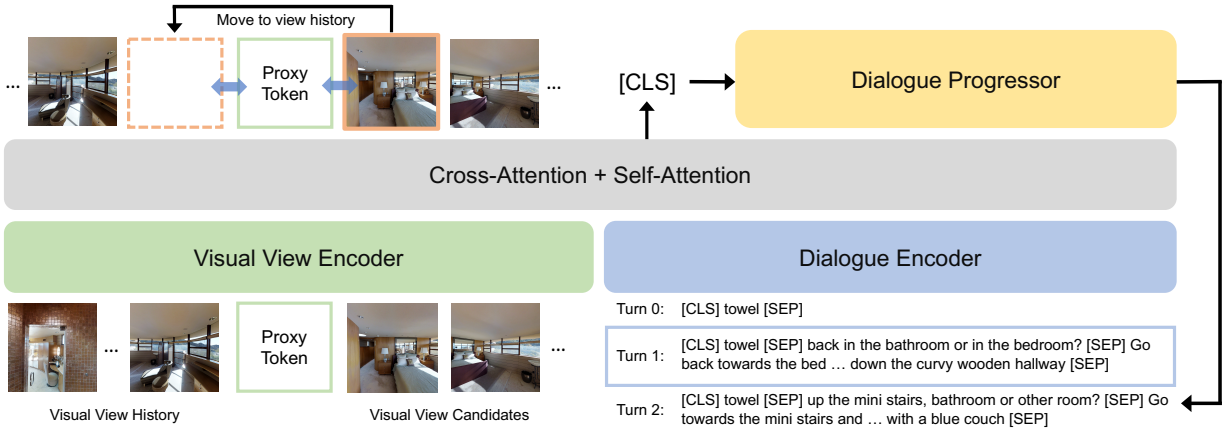 Move to view history
...
Proxy
Token
...
[CLS]
Dialogue Progressor
Cross-Attention + Self-Attention
Visual View Encoder
Dialogue Encoder
...
Proxy
Token
...
Visual View History
Visual View Candidates
Turn 0: [CLS] towel [SEP]
Turn 1: [CLS] towel [SEP] back in the bathroom or in the bedroom? [SEP] Go
back towards the bed … down the curvy wooden hallway [SEP]
Turn 2: [CLS] towel [SEP] up the mini stairs, bathroom or other room? [SEP] Go
towards the mini stairs and … with a blue couch [SEP]